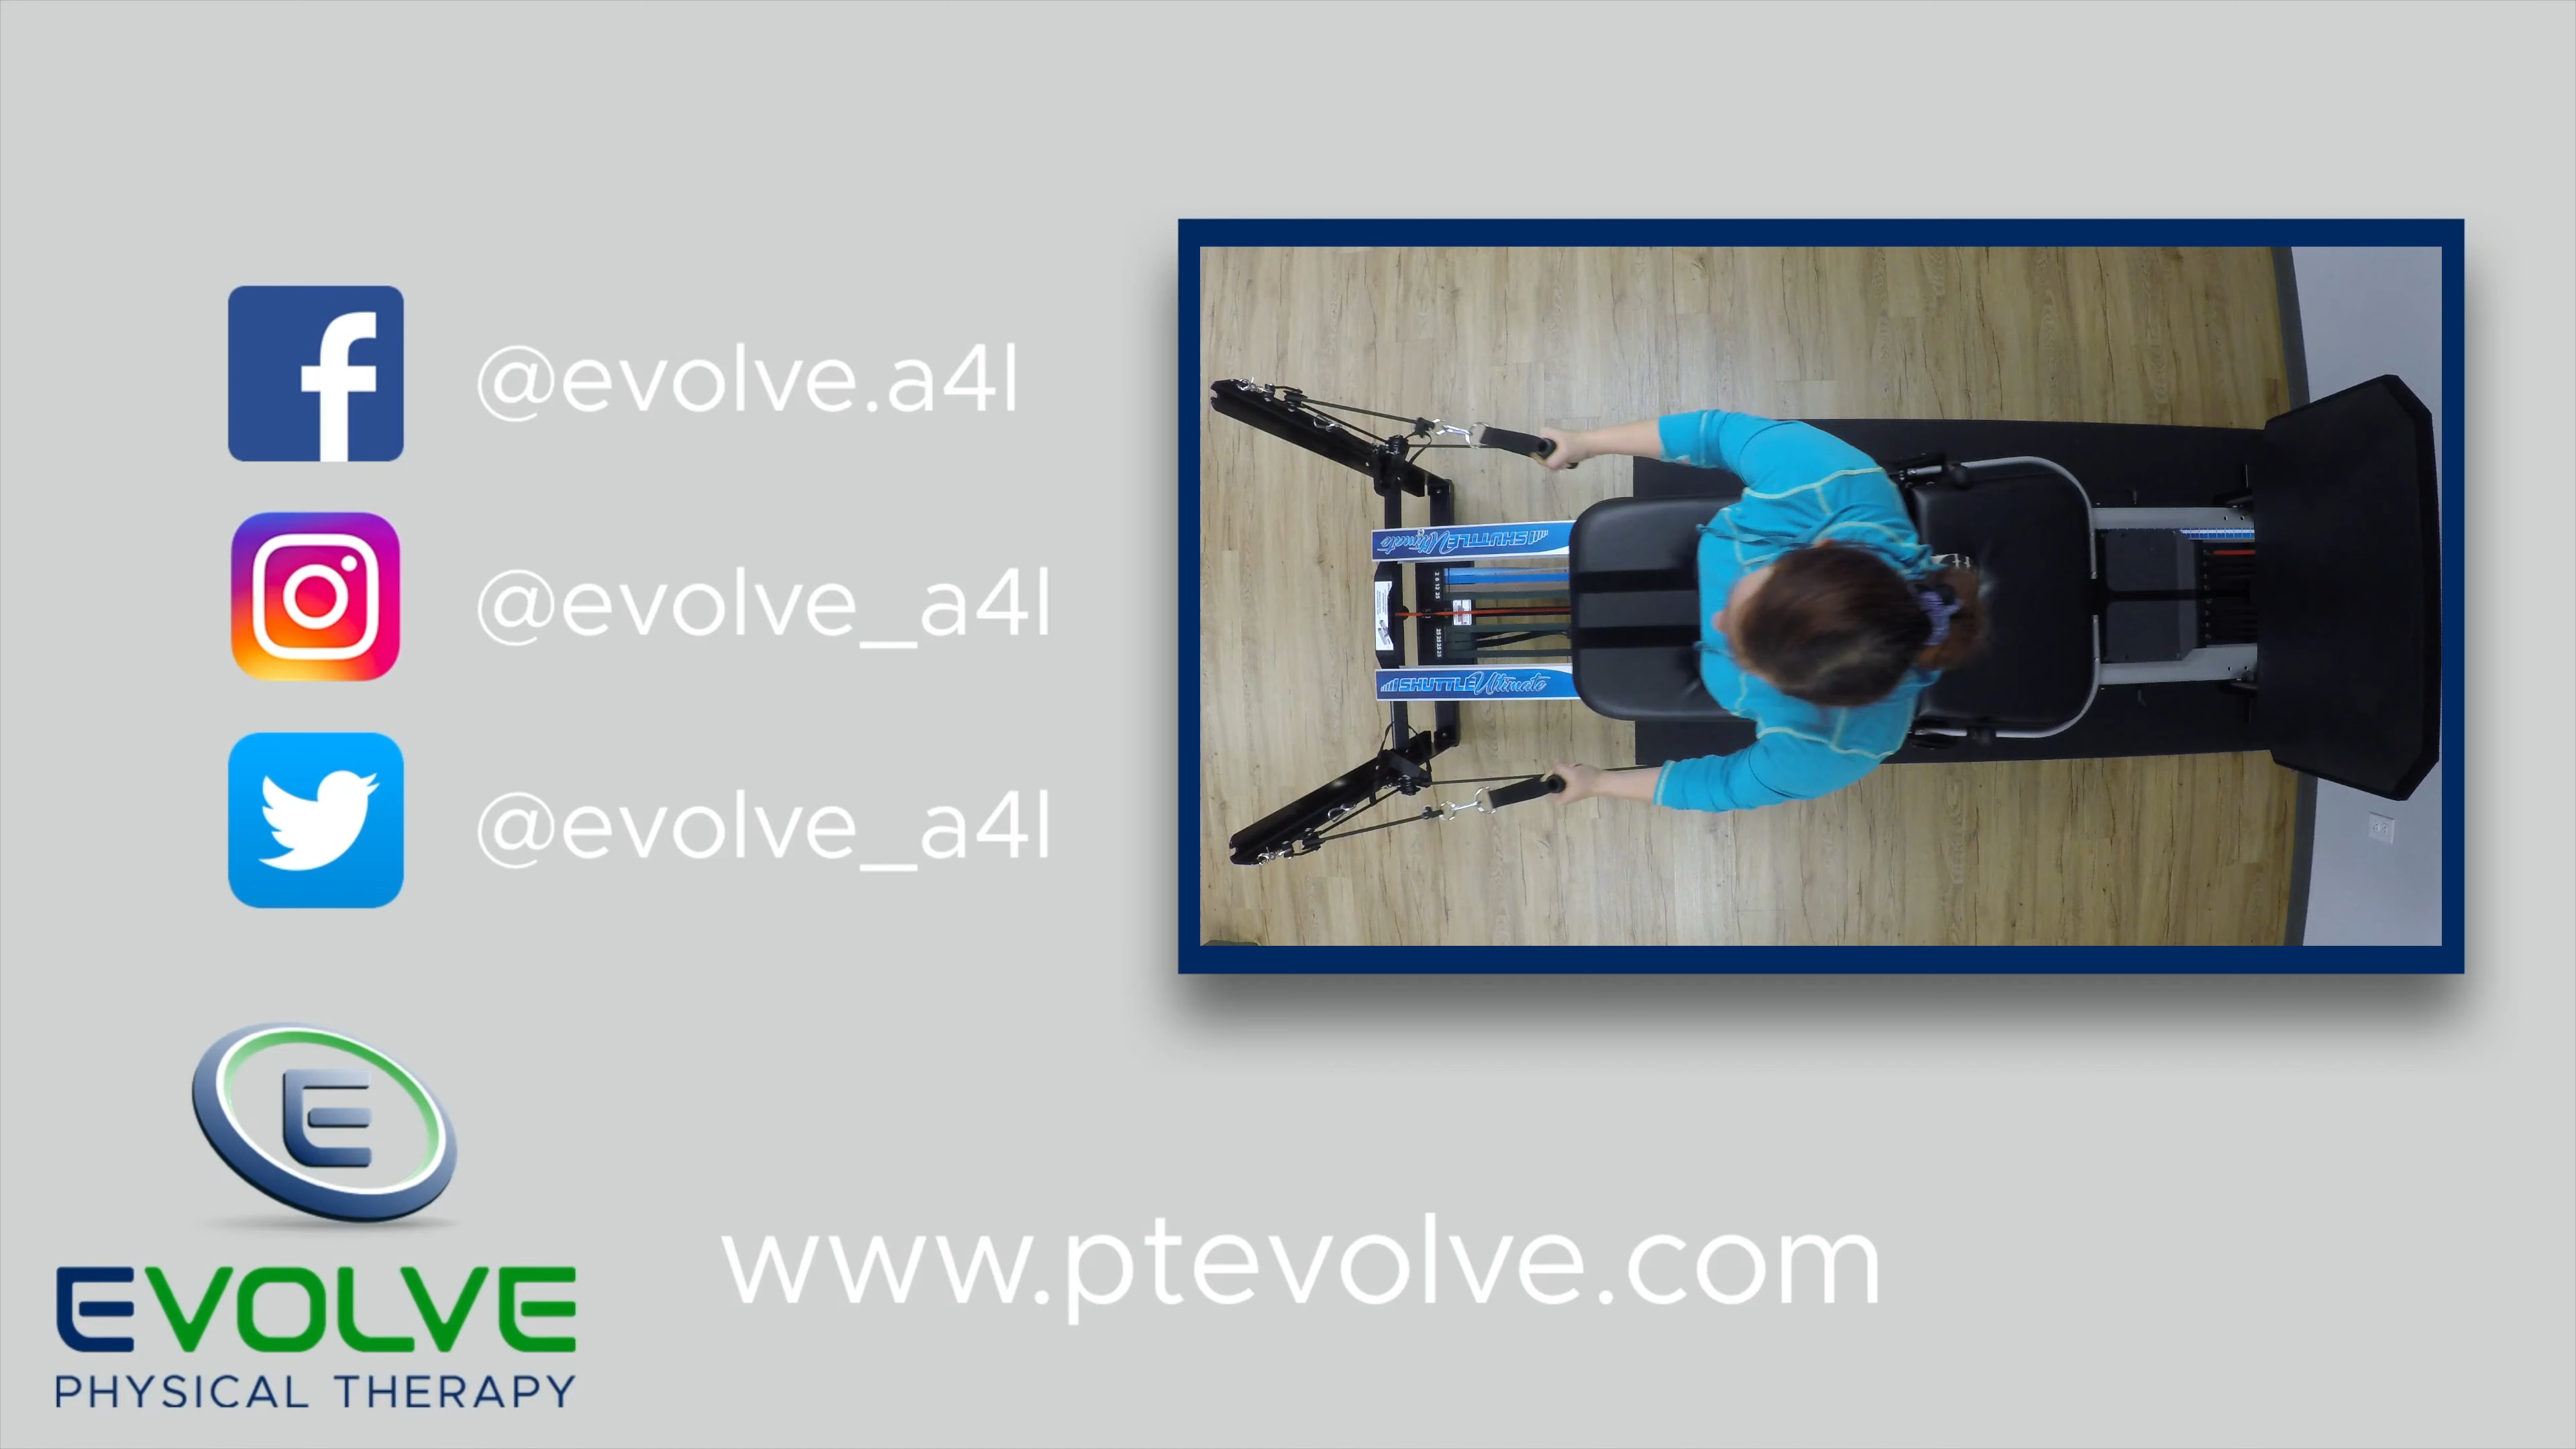 @evolve.a4l
@evolve_a4l
@evolve_a4l
SHUTTLE Ultimate
SHUTTLE Ultimate
E
EVOLVE
PHYSICAL THERAPY
www.ptevolve.com